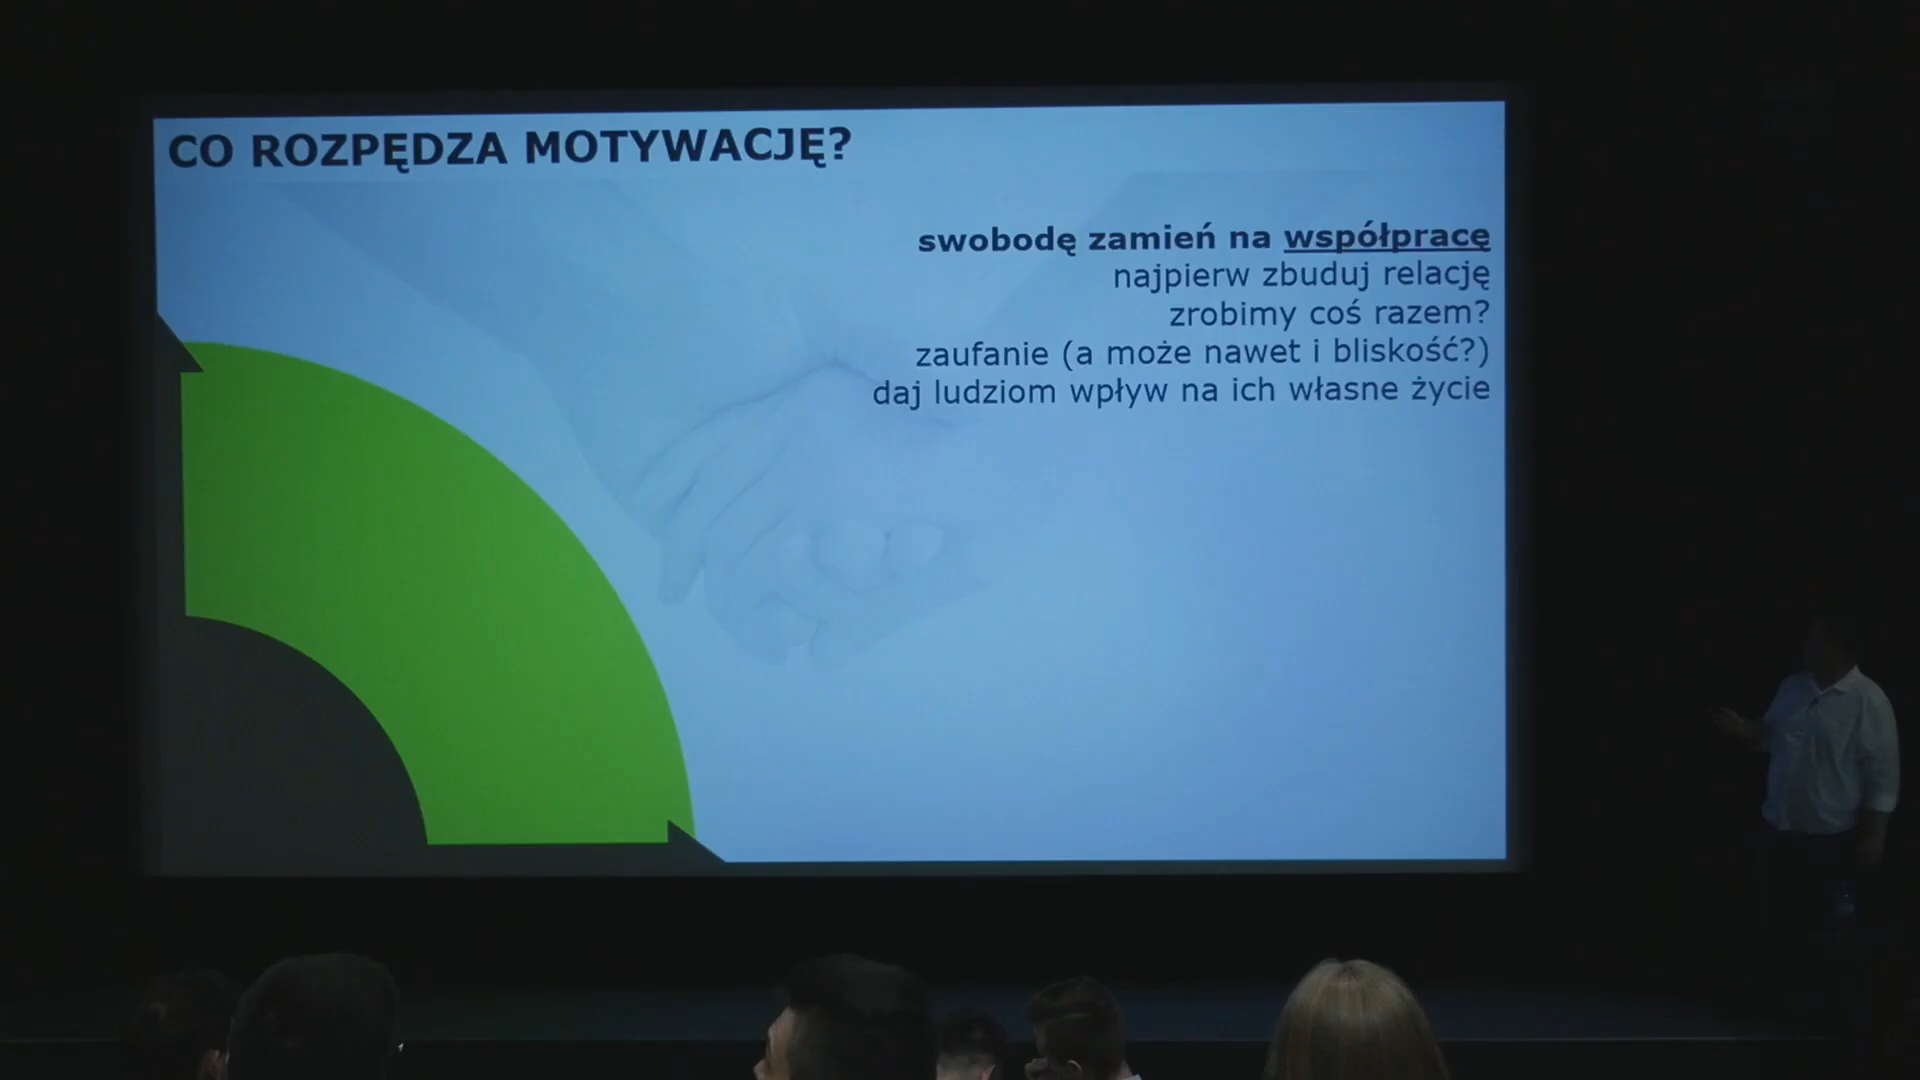 CO ROZPĘDZA MOTYWACJĘ?
swobodę zamień na współpracę
najpierw zbuduj relację
zrobimy coś razem?
zaufanie (a może nawet i bliskość?)
daj ludziom wpływ na ich własne życie